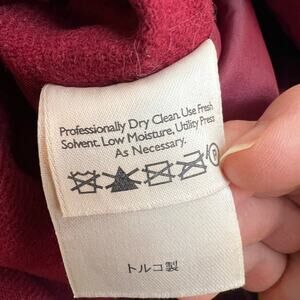 Professionally Dry Clean. Use Fresh
Solvent. Low Moisture, Utility Press
As Necessary.
P
トルコ製